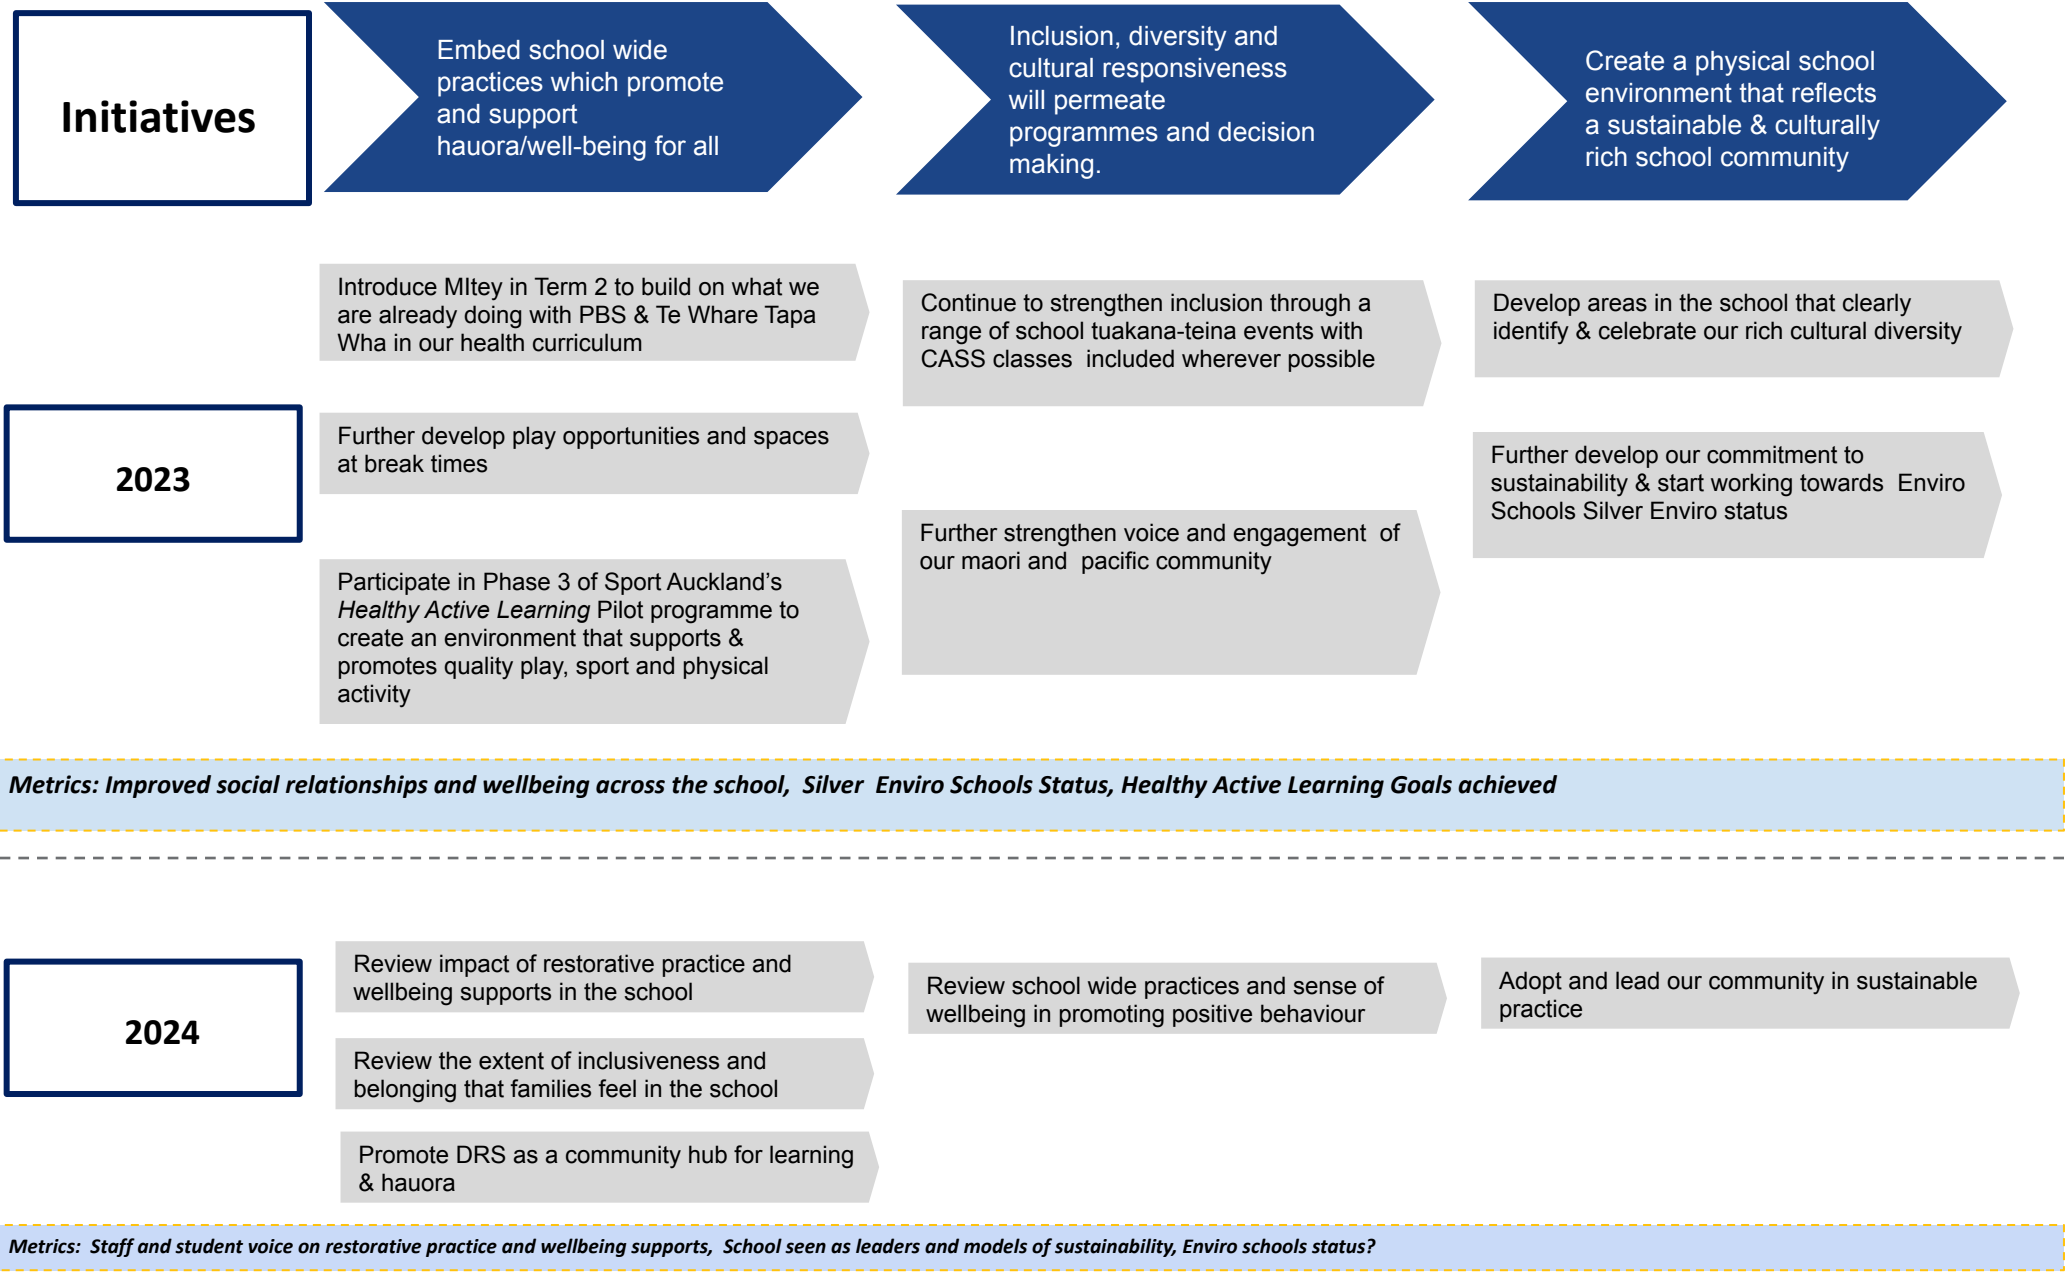 Initiatives
Embed school wide
practices which promote
and support
hauora/well-being for all
Inclusion, diversity and
cultural responsiveness
will permeate
programmes and decision
making.
Create a physical school
environment that reflects
a sustainable & culturally
rich school community
2023
Introduce MItey in Term 2 to build on what we
are already doing with PBS & Te Whare Tapa
Wha in our health curriculum
Further develop play opportunities and spaces
at break times
Participate in Phase 3 of Sport Auckland's
Healthy Active Learning Pilot programme to
create an environment that supports &
promotes quality play, sport and physical
activity
Continue to strengthen inclusion through a
range of school tuakana-teina events with
CASS classes  included wherever possible
Further strengthen voice and engagement  of
our maori and  pacific community
Develop areas in the school that clearly
identify & celebrate our rich cultural diversity
Further develop our commitment to
sustainability & start working towards  Enviro
Schools Silver Enviro status
Metrics: Improved social relationships and wellbeing across the school,  Silver  Enviro Schools Status, Healthy Active Learning Goals achieved
2024
Review impact of restorative practice and
wellbeing supports in the school
Review the extent of inclusiveness and
belonging that families feel in the school
Promote DRS as a community hub for learning
& hauora
Review school wide practices and sense of
wellbeing in promoting positive behaviour
Adopt and lead our community in sustainable
practice
Metrics:  Staff and student voice on restorative practice and wellbeing supports,  School seen as leaders and models of sustainability, Enviro schools status?